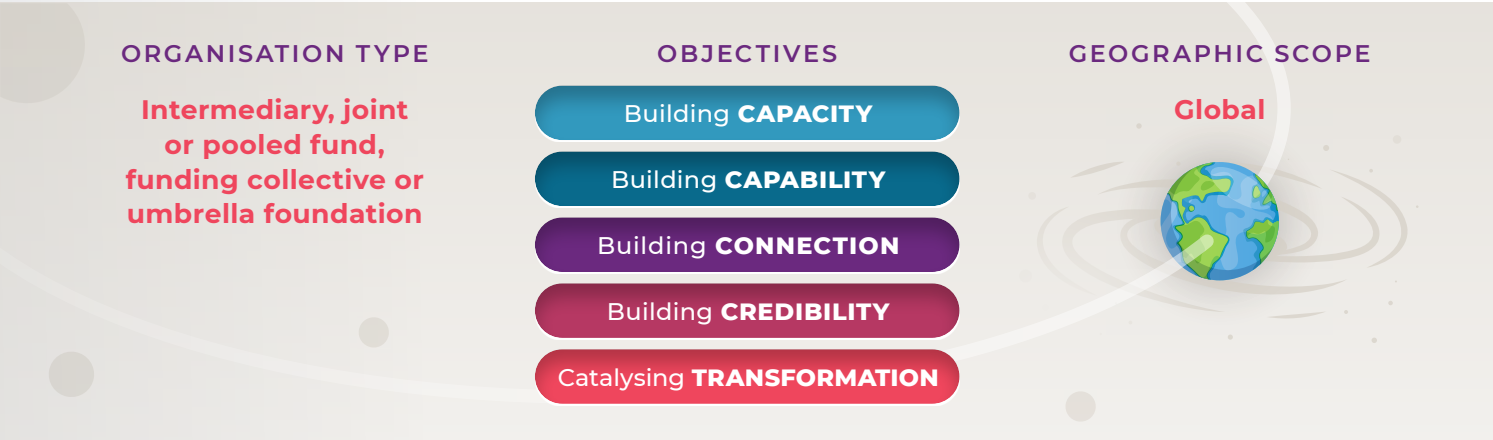 ORGANISATION TYPE
Intermediary, joint
or pooled fund,
funding collective or
umbrella foundation
OBJECTIVES
Building CAPACITY
Building CAPABILITY
Building CONNECTION
Building CREDIBILITY
Catalysing TRANSFORMATION
GEOGRAPHIC SCOPE
Global